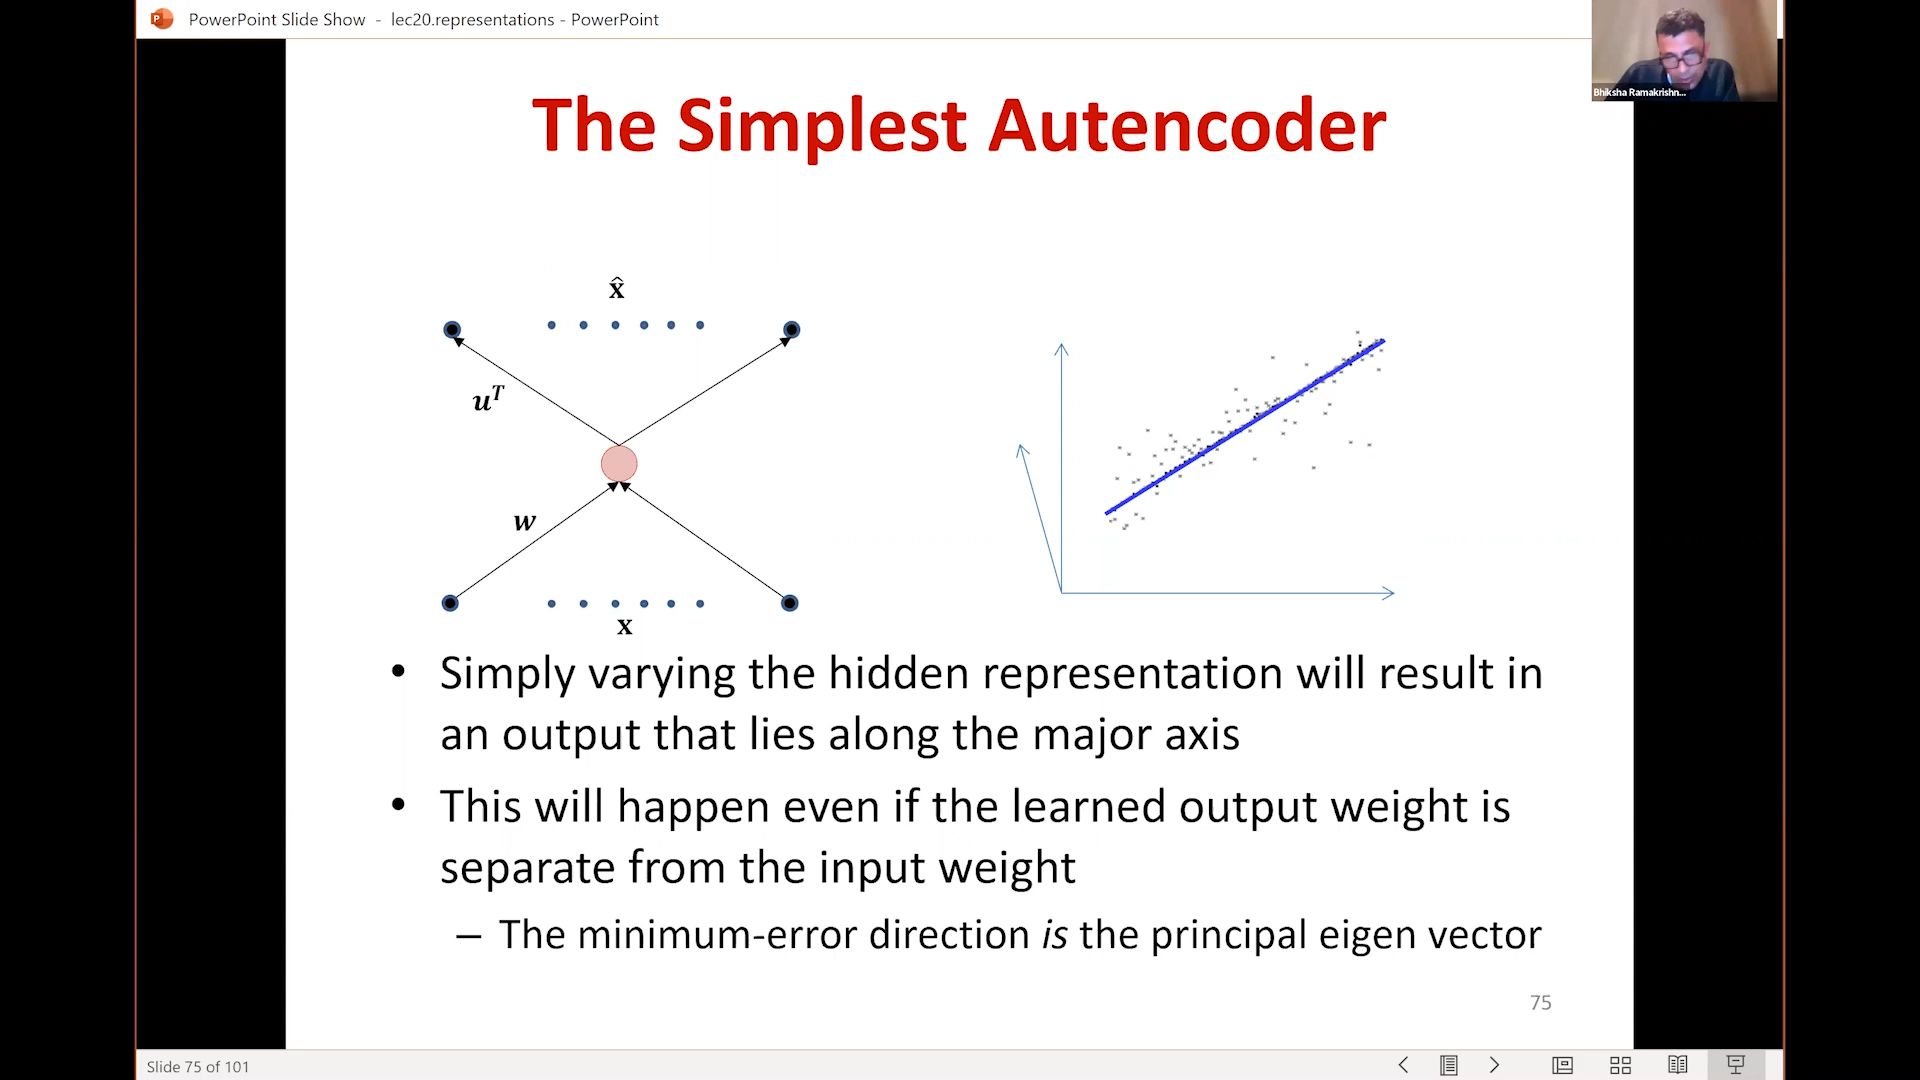 PowerPoint Slide Show - lec20.representations - PowerPoint
Bhiksha Ramakrishn...
The Simplest Autencoder
x̂
uᵀ
w
x
• Simply varying the hidden representation will result in
an output that lies along the major axis
• This will happen even if the learned output weight is
separate from the input weight
– The minimum-error direction is the principal eigen vector
75
Slide 75 of 101